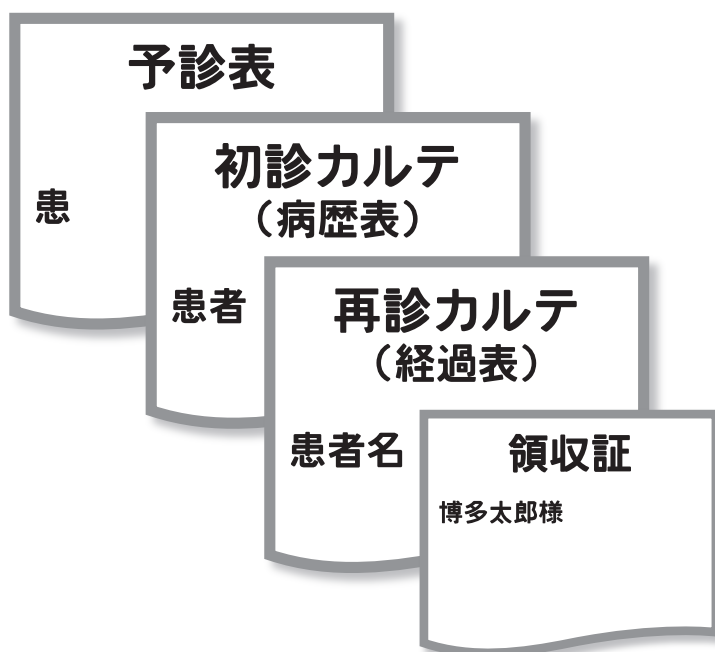 予診表
患
初診カルテ
（病歴表）
患者
再診カルテ
（経過表）
患者名
領収証
博多太郎様